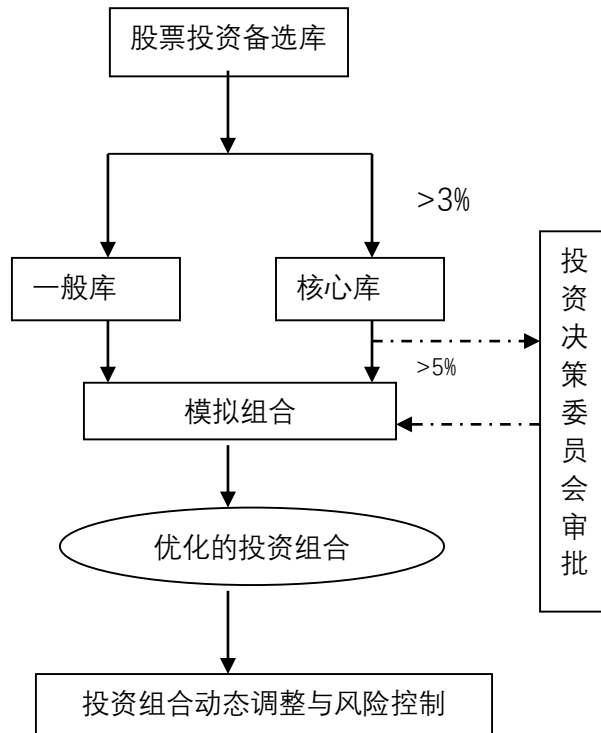 股票投资备选库
>3%
一般库
核心库
投资决策委员会审批
>5%
模拟组合
优化的投资组合
投资组合动态调整与风险控制